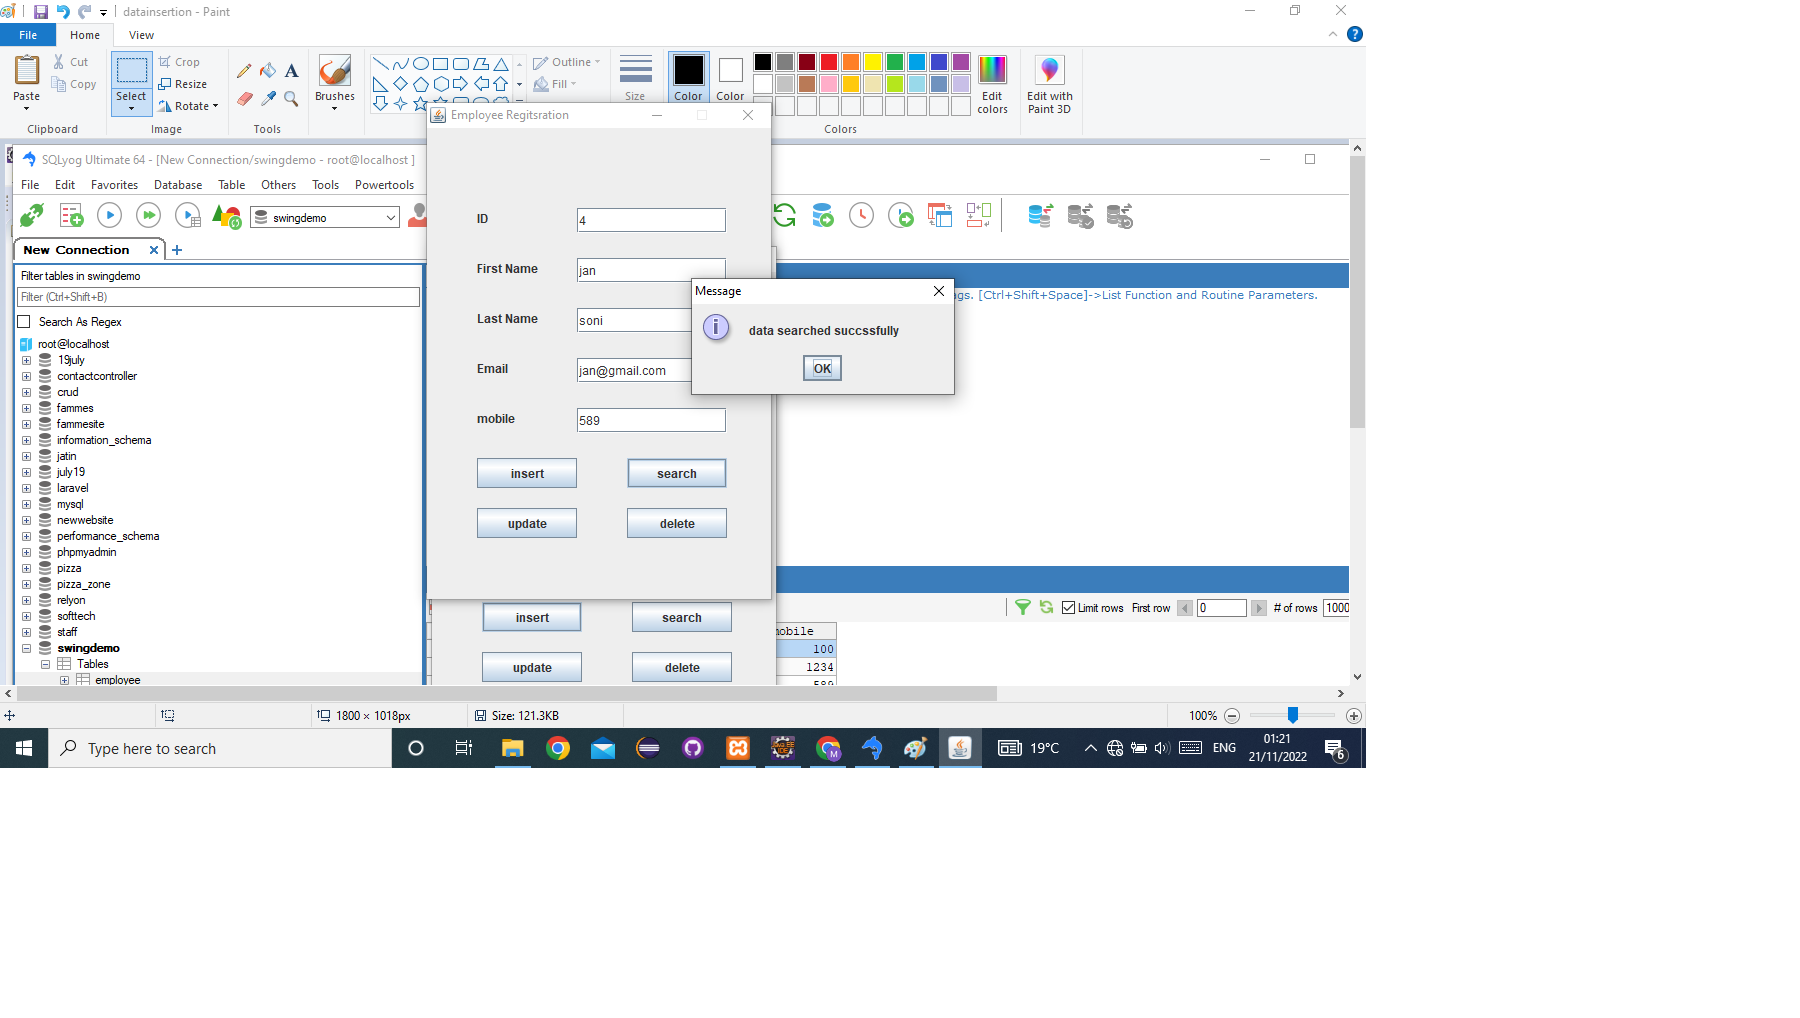 datainsertion - Paint
File
Home
View
Paste
Cut
Copy
Clipboard
Select
Crop
Resize
Rotate
Image
A
Tools
Brushes
Outline
Fill
Size
Color
Color
Edit colors
Edit with Paint 3D
Colors
SQLyog Ultimate 64 - [New Connection/swingdemo - root@localhost ]
File Edit Favorites Database Table Others Tools Powertools
swingdemo
New Connection
Filter tables in swingdemo
Filter (Ctrl+Shift+B)
Search As Regex
root@localhost
19july
contactcontroller
crud
fammes
fammesite
information_schema
jatin
july19
laravel
mysql
newwebsite
performance_schema
phpmyadmin
pizza
pizza_zone
relyon
softtech
staff
swingdemo
Tables
employee
Employee Regitsration
ID
4
First Name
jan
Last Name
soni
Email
jan@gmail.com
mobile
589
insert
search
update
delete
Message
data searched succssfully
OK
ags. [Ctrl+Shift+Space]->List Function and Routine Parameters.
insert
search
update
delete
Limit rows First row 0 # of rows 1000
mobile
100
1234
589
1800 × 1018px
Size: 121.3KB
100%
Type here to search
19°C
ENG
01:21
21/11/2022
6